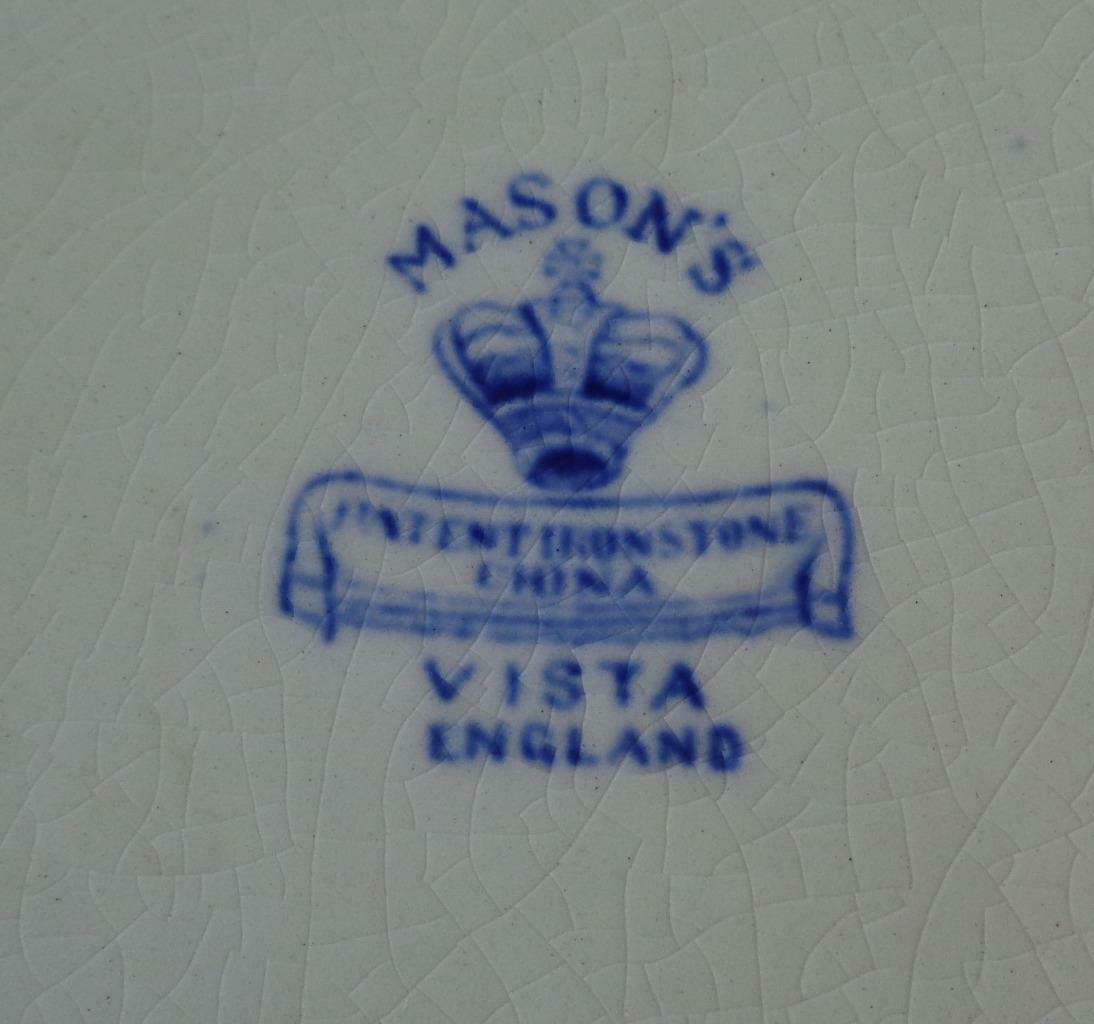 MASON'S
PATENT IRONSTONE
CHINA
VISTA
ENGLAND